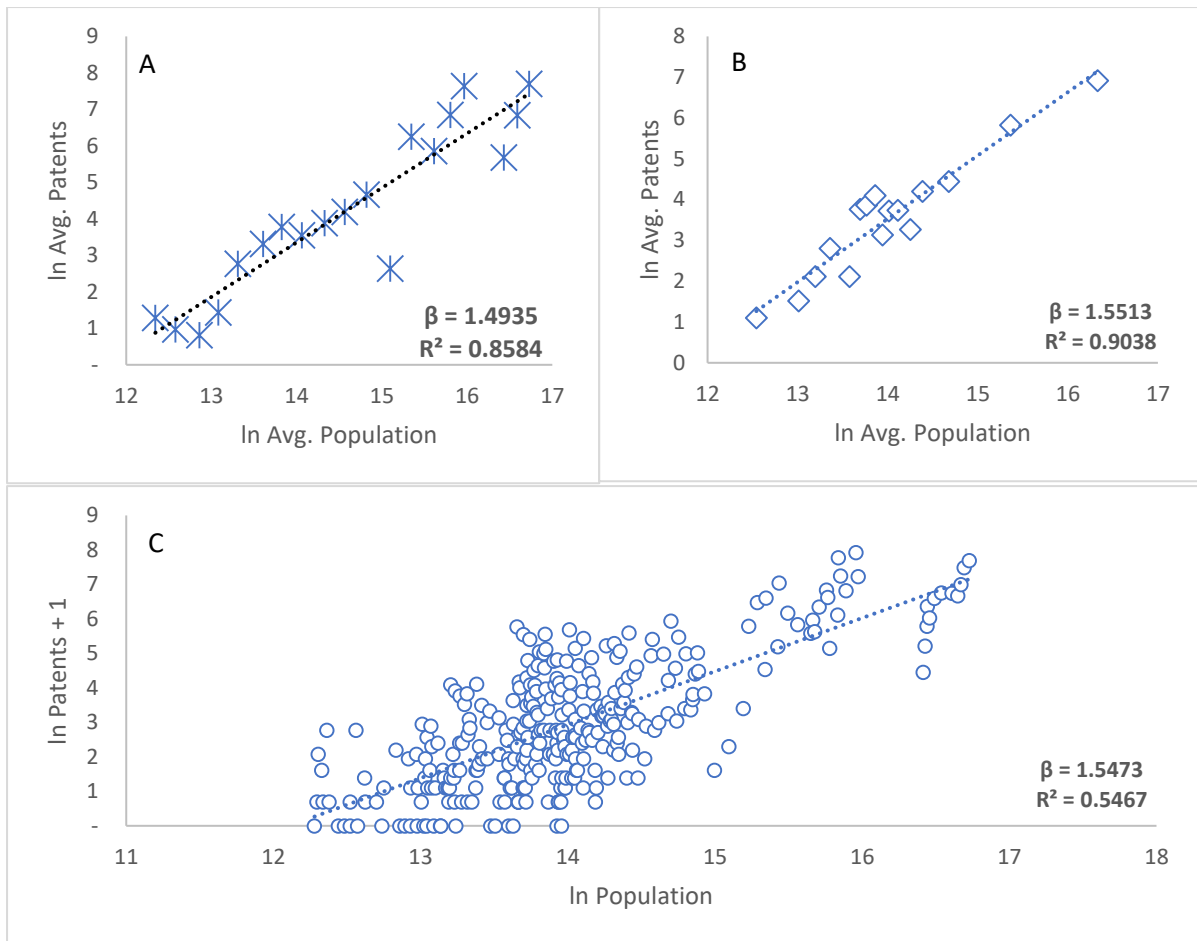 A
9
8
7
6
5
4
3
2
1
-
ln Avg. Patents
12 13 14 15 16 17
ln Avg. Population
β = 1.4935
R² = 0.8584
B
8
7
6
5
4
3
2
1
0
ln Avg. Patents
12 13 14 15 16 17
ln Avg. Population
β = 1.5513
R² = 0.9038
C
9
8
7
6
5
4
3
2
1
-
ln Patents + 1
11 12 13 14 15 16 17 18
ln Population
β = 1.5473
R² = 0.5467